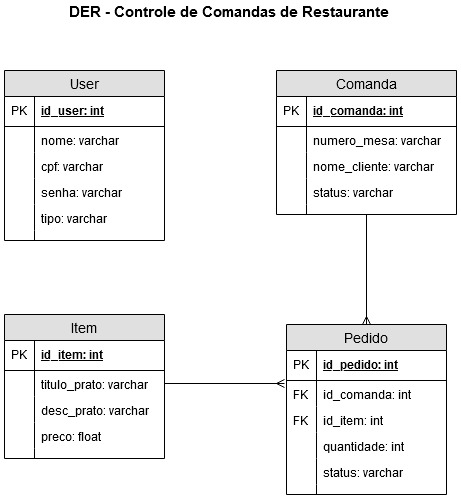 DER - Controle de Comandas de Restaurante
User
PK id_user: int
nome: varchar
cpf: varchar
senha: varchar
tipo: varchar
Comanda
PK id_comanda: int
numero_mesa: varchar
nome_cliente: varchar
status: varchar
Item
PK id_item: int
titulo_prato: varchar
desc_prato: varchar
preco: float
Pedido
PK id_pedido: int
FK id_comanda: int
FK id_item: int
quantidade: int
status: varchar